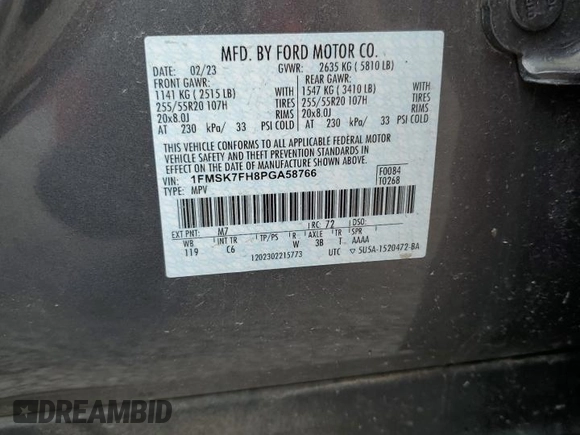 MFD. BY FORD MOTOR CO.
DATE: 02/23 GVWR: 2635 KG ( 5810 LB)
FRONT GAWR: REAR GAWR:
1141 KG ( 2515 LB) WITH 1547 KG ( 3410 LB) WITH
255/55R20 107H TIRES 255/55R20 107H TIRES
20x8.0J RIMS 20x8.0J RIMS
AT 230 kPa/ 33 PSI COLD AT 230 kPa/ 33 PSI COLD
THIS VEHICLE CONFORMS TO ALL APPLICABLE FEDERAL MOTOR
VEHICLE SAFETY AND THEFT PREVENTION STANDARDS IN
EFFECT ON THE DATE OF MANUFACTURE SHOWN ABOVE.
VIN: 1FMSK7FH8PGA58766 F0084
TYPE: MPV T0268
EXT PNT: M7 RC: 72 DSO:
WB INT TR TP/PS R AXLE TR SPR
119 C6 W 3B T AAAA
1202302215773 UTC ▽ 5U5A-1520472-BA
DREAMBID